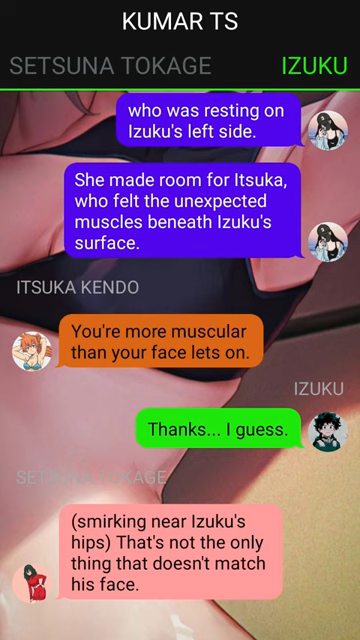 KUMAR TS
SETSUNA TOKAGE
IZUKU
who was resting on
Izuku's left side.
She made room for Itsuka,
who felt the unexpected
muscles beneath Izuku's
surface.
ITSUKA KENDO
You're more muscular
than your face lets on.
IZUKU
Thanks... I guess.
SETSUNA TOKAGE
(smirking near Izuku's
hips) That's not the only
thing that doesn't match
his face.